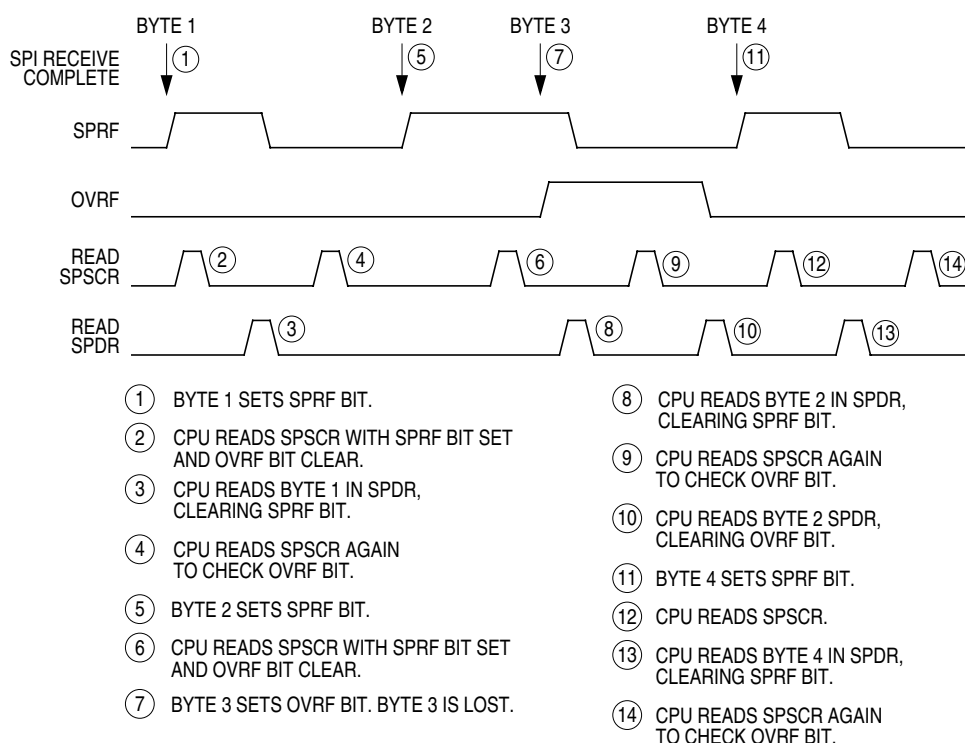 BYTE 1 BYTE 2 BYTE 3 BYTE 4
SPI RECEIVE
COMPLETE
1 5 7 11
SPRF
OVRF
READ
SPSCR
2 4 6 9 12 14
READ
SPDR
3 8 10 13
1 BYTE 1 SETS SPRF BIT.
2 CPU READS SPSCR WITH SPRF BIT SET
AND OVRF BIT CLEAR.
3 CPU READS BYTE 1 IN SPDR,
CLEARING SPRF BIT.
4 CPU READS SPSCR AGAIN
TO CHECK OVRF BIT.
5 BYTE 2 SETS SPRF BIT.
6 CPU READS SPSCR WITH SPRF BIT SET
AND OVRF BIT CLEAR.
7 BYTE 3 SETS OVRF BIT. BYTE 3 IS LOST.
8 CPU READS BYTE 2 IN SPDR,
CLEARING SPRF BIT.
9 CPU READS SPSCR AGAIN
TO CHECK OVRF BIT.
10 CPU READS BYTE 2 SPDR,
CLEARING OVRF BIT.
11 BYTE 4 SETS SPRF BIT.
12 CPU READS SPSCR.
13 CPU READS BYTE 4 IN SPDR,
CLEARING SPRF BIT.
14 CPU READS SPSCR AGAIN
TO CHECK OVRF BIT.